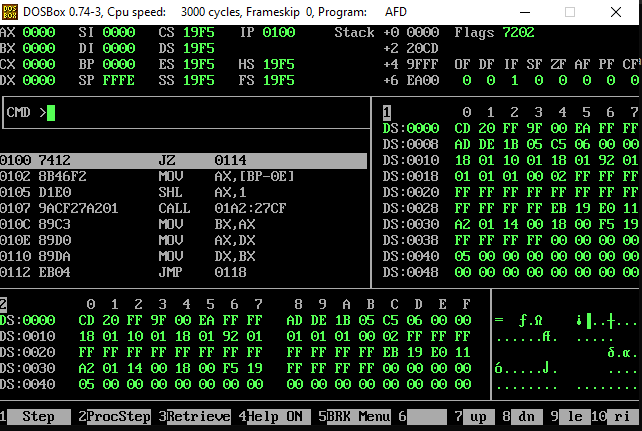 DOSBox 0.74-3, Cpu speed: 3000 cycles, Frameskip 0, Program: AFD
AX 0000 SI 0000 CS 19F5 IP 0100 Stack +0 0000 Flags 7202
BX 0000 DI 0000 DS 19F5 +2 20CD
CX 0000 BP 0000 ES 19F5 HS 19F5 +4 9FFF OF DF IF SF ZF AF PF CF
DX 0000 SP FFFE SS 19F5 FS 19F5 +6 EA00 0 0 1 0 0 0 0 0
CMD >
1 0 1 2 3 4 5 6 7
DS:0000 CD 20 FF 9F 00 EA FF FF
DS:0008 AD DE 1B 05 C5 06 00 00
0100 7412 JZ 0114 DS:0010 18 01 10 01 18 01 92 01
0102 8B46F2 MOV AX,[BP-0E] DS:0018 01 01 01 00 02 FF FF FF
0105 D1E0 SHL AX,1 DS:0020 FF FF FF FF FF FF FF FF
0107 9ACF27A201 CALL 01A2:27CF DS:0028 FF FF FF FF EB 19 E0 11
010C 89C3 MOV BX,AX DS:0030 A2 01 14 00 18 00 F5 19
010E 89D0 MOV AX,DX DS:0038 FF FF FF FF 00 00 00 00
0110 89DA MOV DX,BX DS:0040 05 00 00 00 00 00 00 00
0112 EB04 JMP 0118 DS:0048 00 00 00 00 00 00 00 00
2 0 1 2 3 4 5 6 7 8 9 A B C D E F
DS:0000 CD 20 FF 9F 00 EA FF FF AD DE 1B 05 C5 06 00 00 = ƒ.Ω
DS:0010 18 01 10 01 18 01 92 01 01 01 01 00 02 FF FF FF ......Æ. .....
DS:0020 FF FF FF FF FF FF FF FF FF FF FF FF EB 19 E0 11 δ.α.
DS:0030 A2 01 14 00 18 00 F5 19 FF FF FF FF 00 00 00 00 ó.....⌡. ....
DS:0040 05 00 00 00 00 00 00 00 00 00 00 00 00 00 00 00 ........ ........
1 Step 2 ProcStep 3 Retrieve 4 Help ON 5 BRK Menu 6 7 up 8 dn 9 le 10 ri